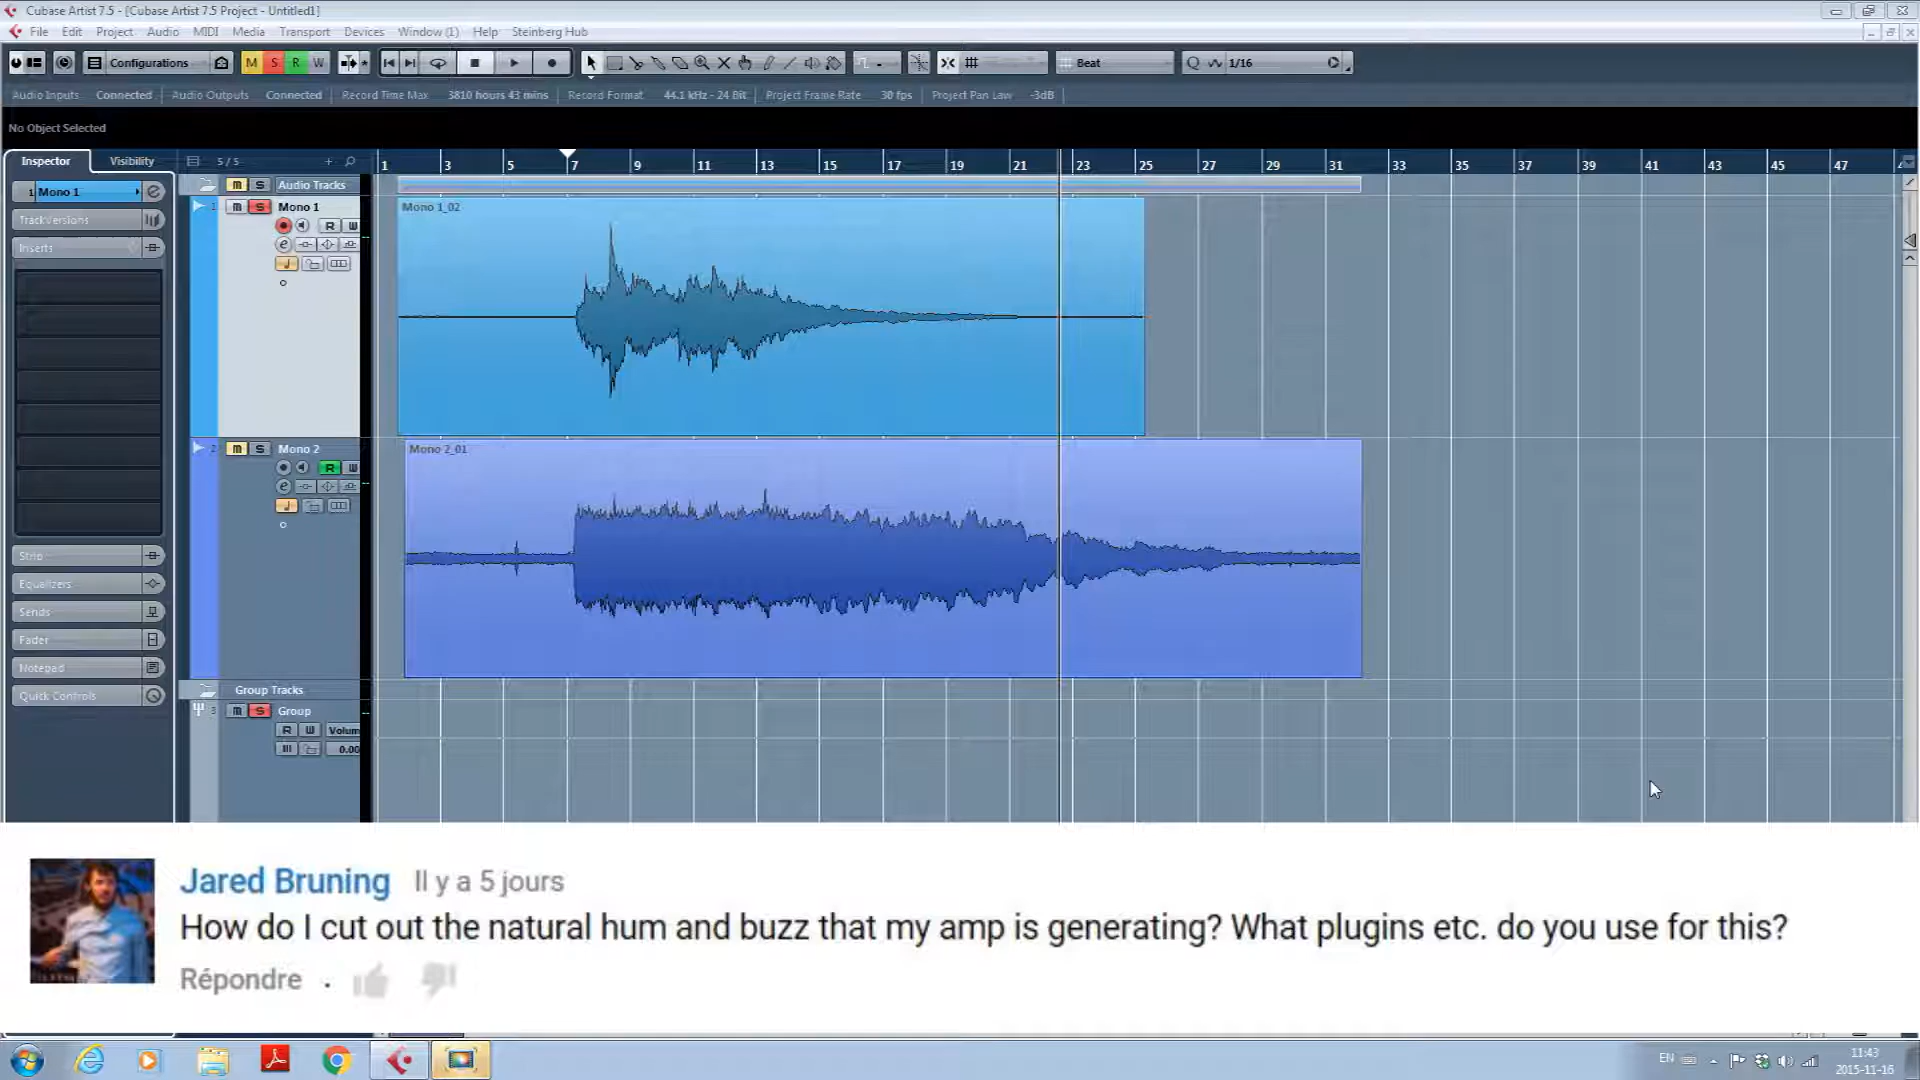 Cubase Artist 7.5 - [Cubase Artist 7.5 Project - Untitled1]
File Edit Project Audio MIDI Media Transport Devices Window (1) Help Steinberg Hub
Configurations M S R W Beat Q 1/16
Audio Inputs Connected Audio Outputs Connected Record Time Max 3810 hours 43 mins Record Format 44.1 kHz - 24 Bit Project Frame Rate 30 fps Project Pan Law -3dB
No Object Selected
Inspector Visibility 5 / 5 1 3 5 7 9 11 13 15 17 19 21 23 25 27 29 31 33 35 37 39 41 43 45 47
1 Mono 1 m S Audio Tracks
TrackVersions 1 m S Mono 1 Mono 1_02
R W
Inserts
2 m S Mono 2 Mono 2_01
R W
Strip
Equalizers
Sends
Fader
Notepad
Quick Controls Group Tracks
3 m S Group
R W Volum
0.00
Jared Bruning Il y a 5 jours
How do I cut out the natural hum and buzz that my amp is generating? What plugins etc. do you use for this?
Répondre .
EN 11:43
2015-11-16